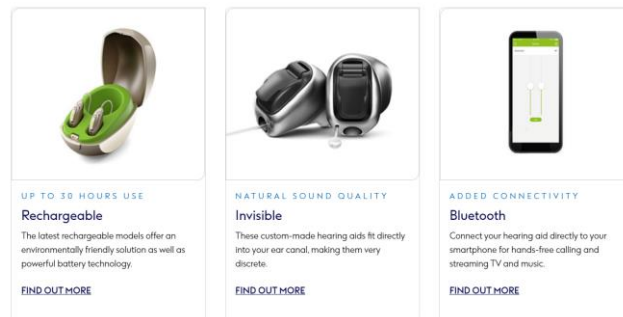 UP TO 30 HOURS USE
Rechargeable
The latest rechargeable models offer an
environmentally friendly solution as well as
powerful battery technology.
FIND OUT MORE
NATURAL SOUND QUALITY
Invisible
These custom-made hearing aids fit directly
into your ear canal, making them very
discrete.
FIND OUT MORE
ADDED CONNECTIVITY
Bluetooth
Connect your hearing aid directly to your
smartphone for hands-free calling and
streaming TV and music.
FIND OUT MORE